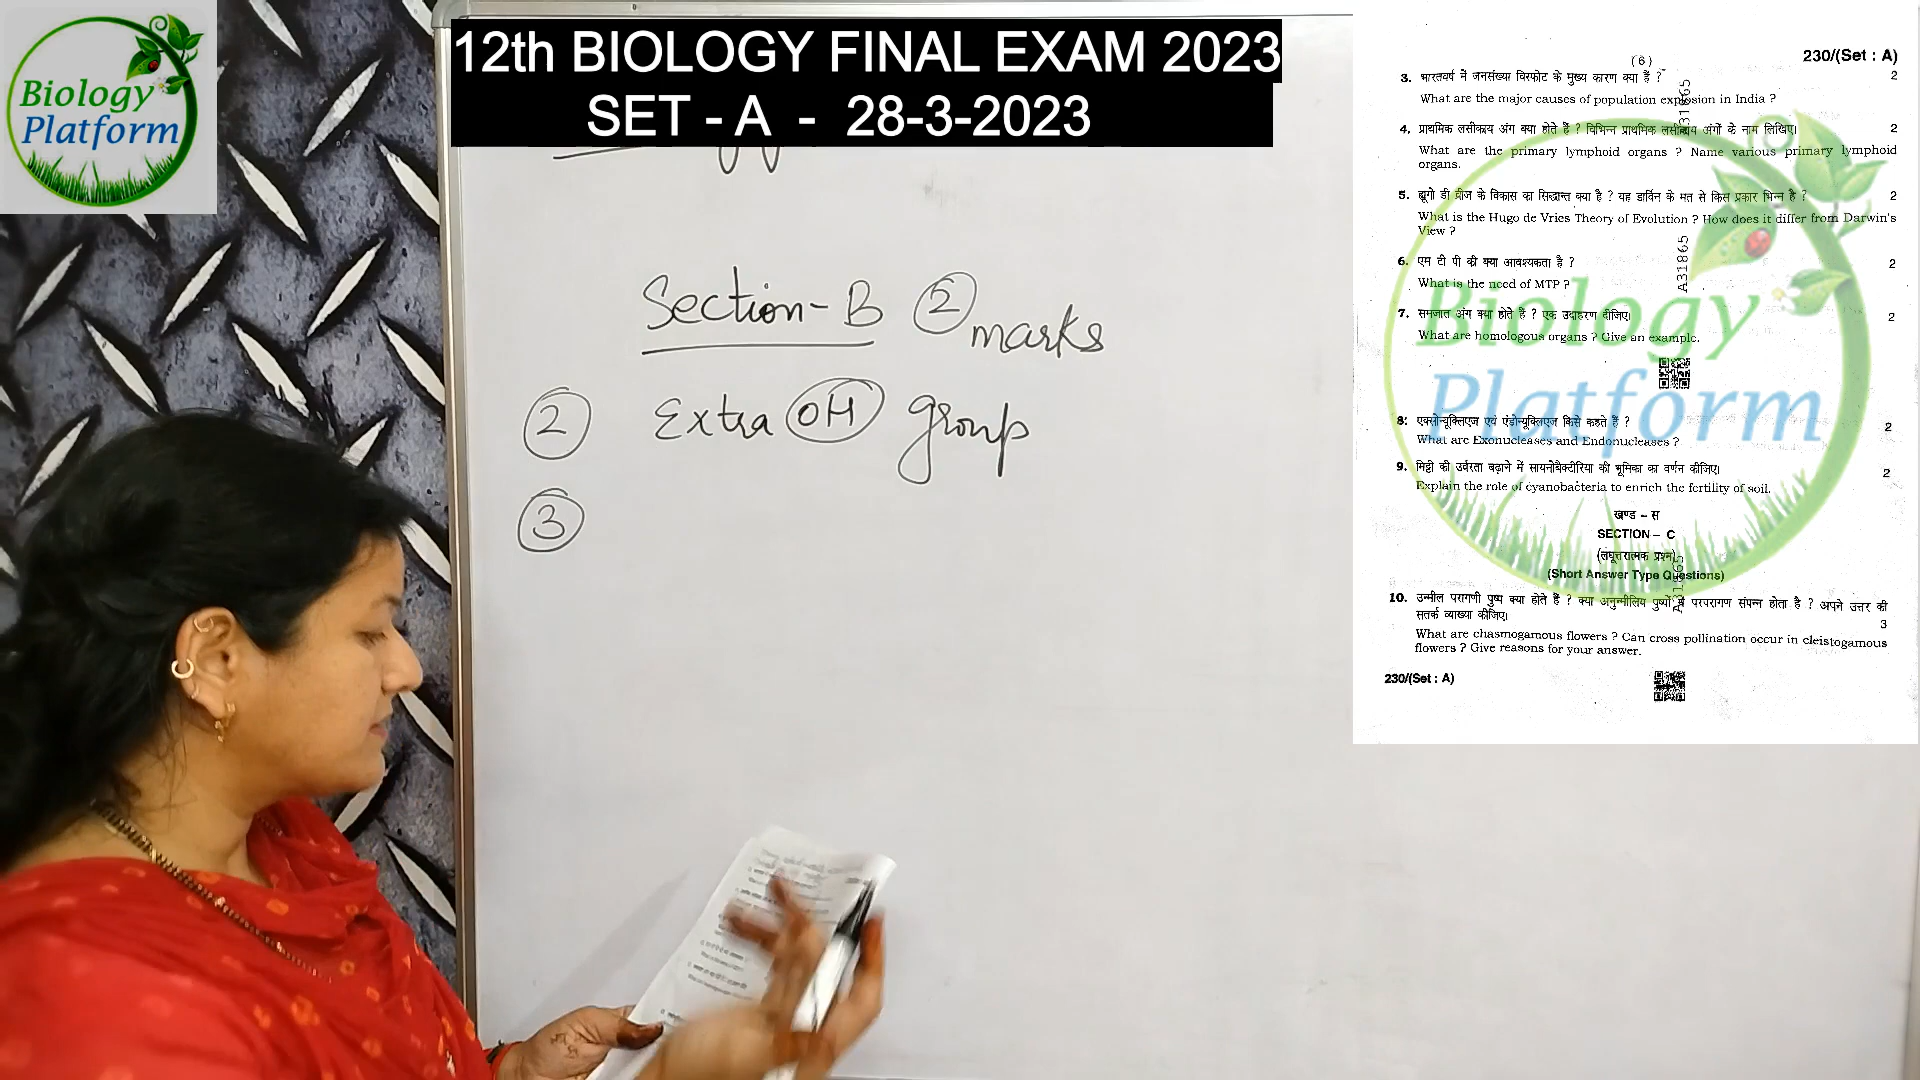 Biology
Platform
12th BIOLOGY FINAL EXAM 2023
SET - A - 28-3-2023
Section-B ② marks
② Extra OH group
③
(6)
230/(Set : A)
3. भारतवर्ष में जनसंख्या विस्फोट के मुख्य कारण क्या हैं ? 2
What are the major causes of population explosion in India ?
4. प्राथमिक लसीकाय अंग क्या होते हैं ? विभिन्न प्राथमिक लसीकाय अंगों के नाम लिखिए। 2
What are the primary lymphoid organs ? Name various primary lymphoid
organs.
5. ह्यूगो डी व्रीज के विकास का सिद्धान्त क्या है ? यह डार्विन के मत से किस प्रकार भिन्न है ? 2
What is the Hugo de Vries Theory of Evolution ? How does it differ from Darwin's
View ?
6. एम टी पी की क्या आवश्यकता है ? 2
What is the need of MTP ?
7. समजात अंग क्या होते हैं ? एक उदाहरण दीजिए। 2
What are homologous organs ? Give an example.
8. एक्सोन्यूक्लिएज एवं एंडोन्यूक्लिएज किसे कहते हैं ? 2
What are Exonucleases and Endonucleases ?
9. मिट्टी की उर्वरता बढ़ाने में सायनोबैक्टीरिया की भूमिका का वर्णन कीजिए। 2
Explain the role of cyanobacteria to enrich the fertility of soil.
खण्ड – स
SECTION – C
(लघूत्तरात्मक प्रश्न)
(Short Answer Type Questions)
10. उन्मील परागणी पुष्प क्या होते हैं ? क्या अनुन्मीलिय पुष्पों में परपरागण संपन्न होता है ? अपने उत्तर की
सतर्क व्याख्या कीजिए। 3
What are chasmogamous flowers ? Can cross pollination occur in cleistogamous
flowers ? Give reasons for your answer.
230/(Set : A)
A31865
Biology
Platform